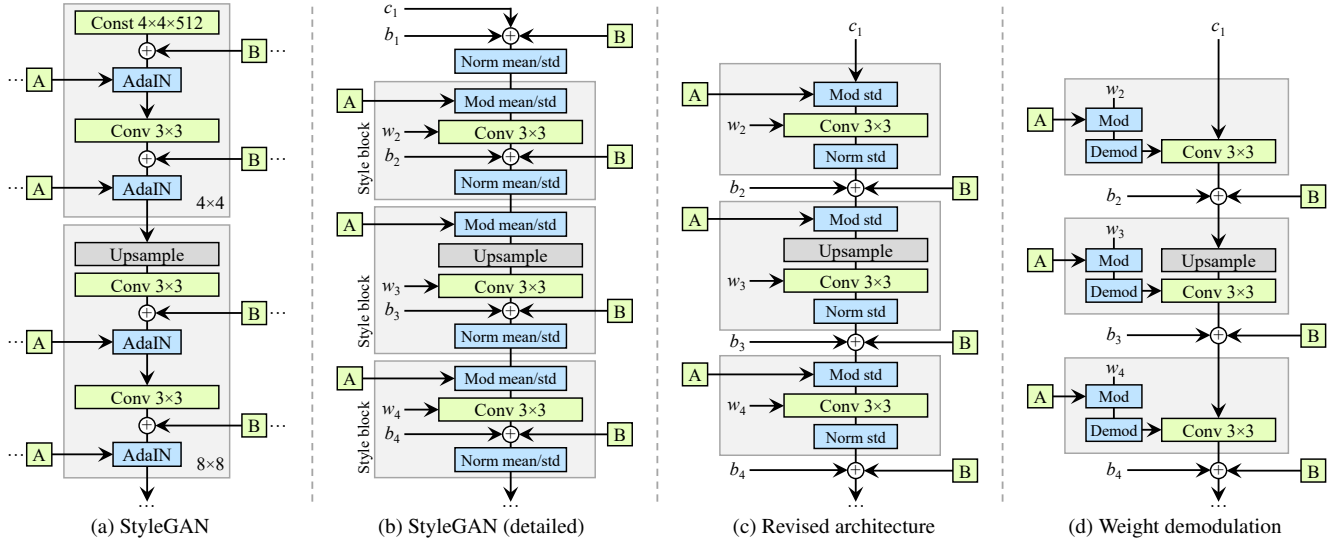 Const 4×4×512
B ...
... A
AdaIN
Conv 3×3
B ...
... A
AdaIN
4×4
Upsample
Conv 3×3
B ...
... A
AdaIN
Conv 3×3
B ...
... A
AdaIN
8×8
...
(a) StyleGAN
c1
b1
B
Norm mean/std
A
Mod mean/std
w2
Conv 3×3
b2
B
Norm mean/std
Style block
A
Mod mean/std
Upsample
w3
Conv 3×3
b3
B
Norm mean/std
Style block
A
Mod mean/std
w4
Conv 3×3
b4
B
Norm mean/std
Style block
...
(b) StyleGAN (detailed)
c1
A
Mod std
w2
Conv 3×3
Norm std
b2
B
A
Mod std
Upsample
w3
Conv 3×3
Norm std
b3
B
A
Mod std
w4
Conv 3×3
Norm std
b4
B
...
(c) Revised architecture
c1
w2
A
Mod
Demod
Conv 3×3
b2
B
w3
A
Mod
Upsample
Demod
Conv 3×3
b3
B
w4
A
Mod
Demod
Conv 3×3
b4
B
...
(d) Weight demodulation